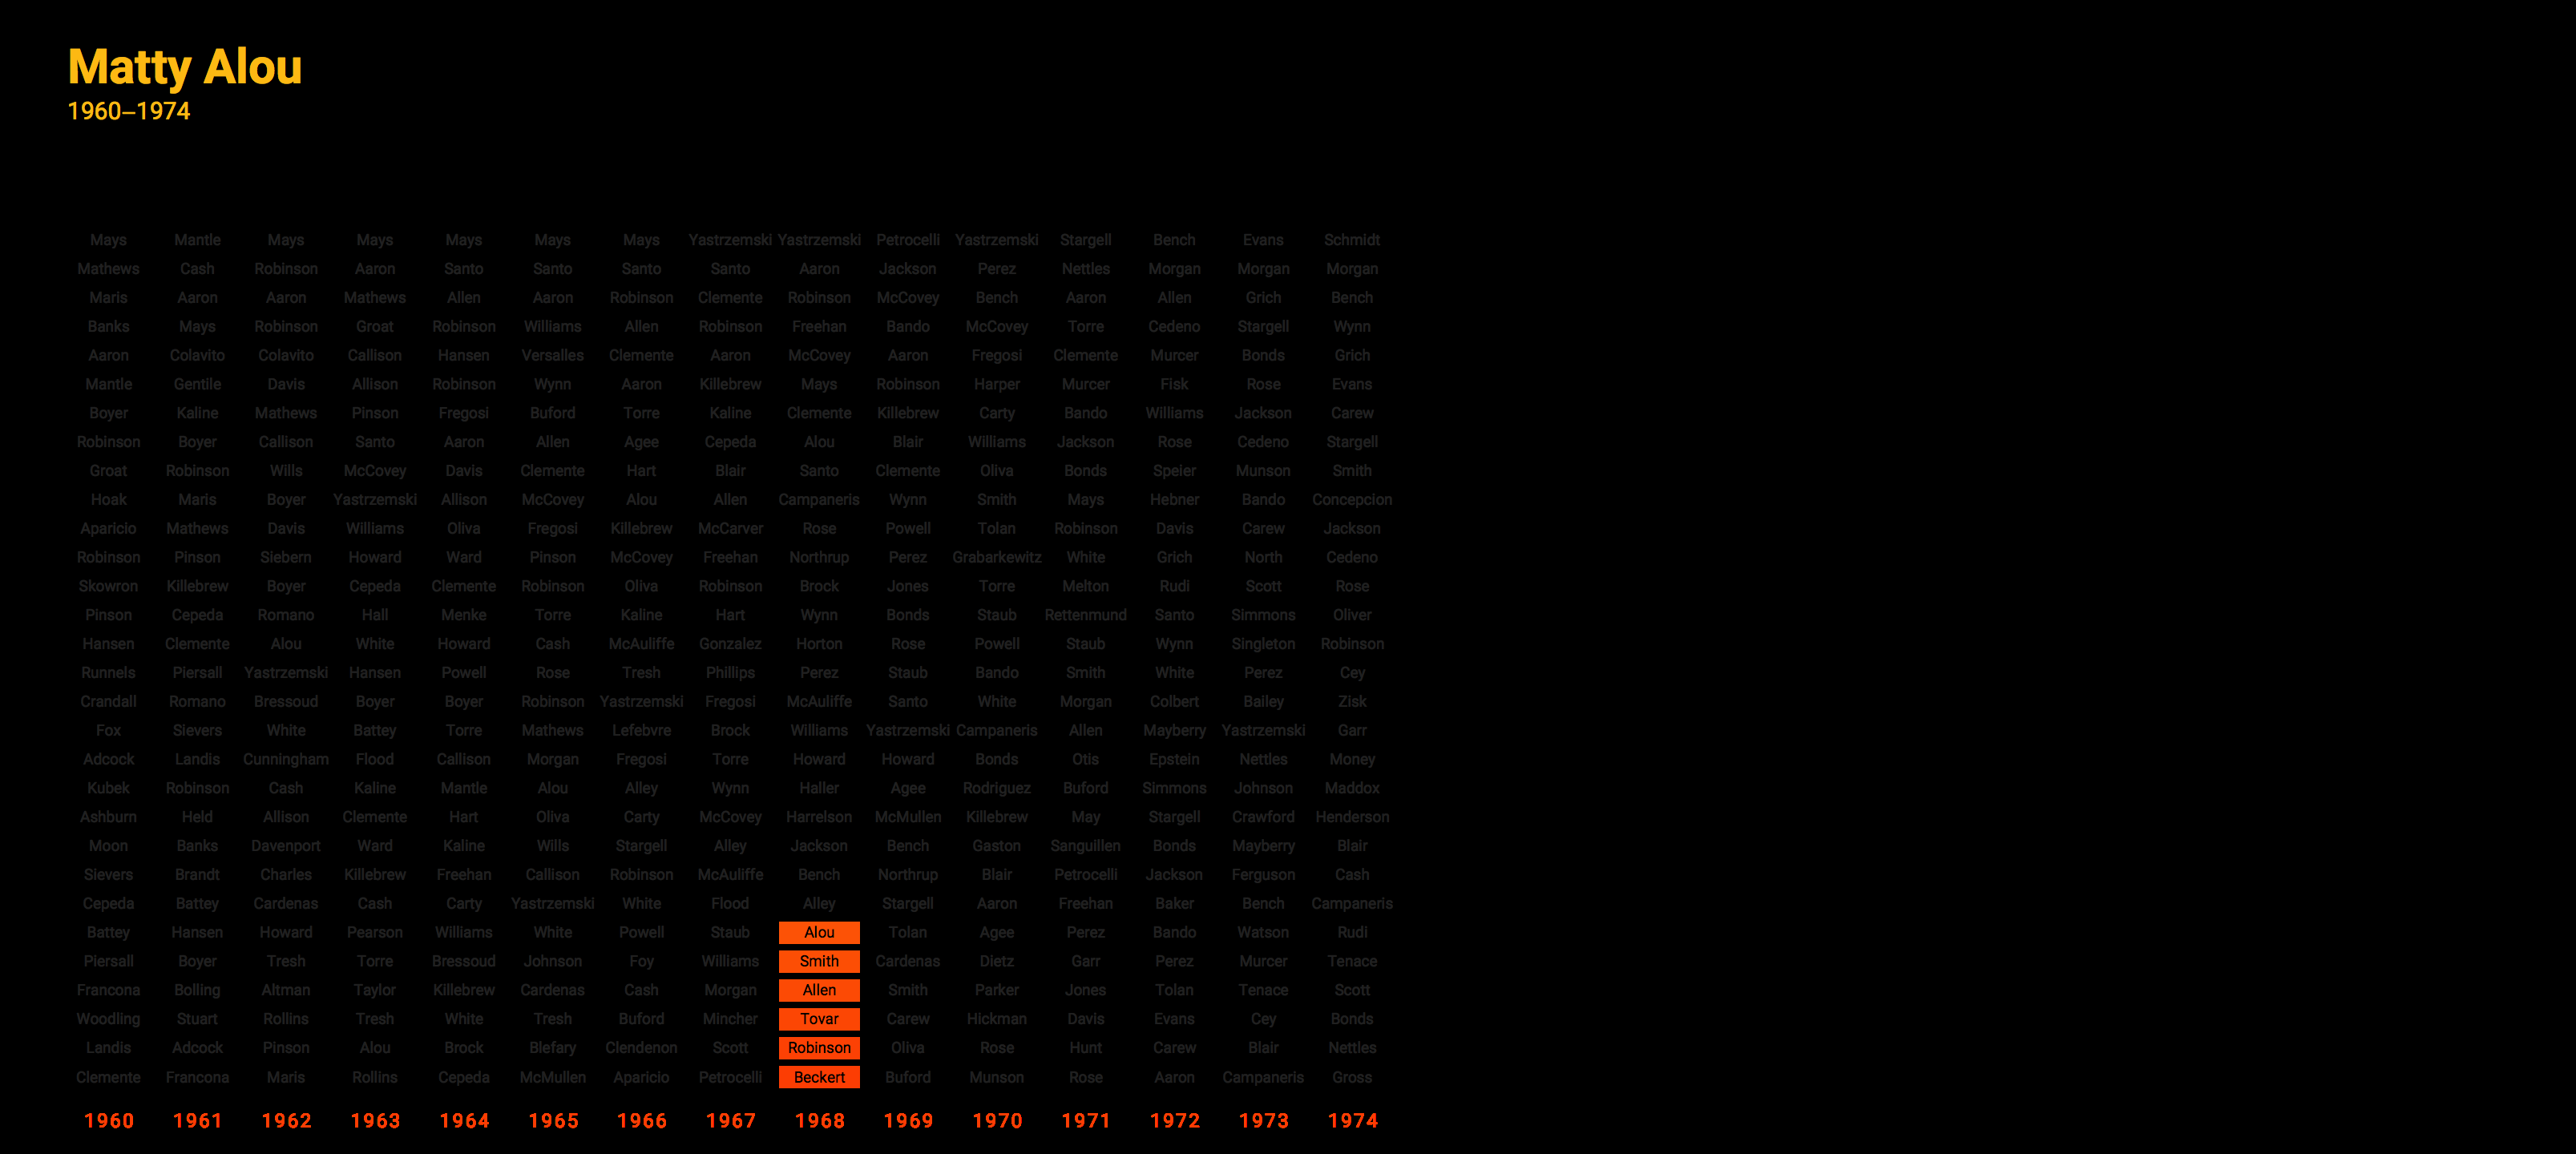 Matty Alou
1960–1974
Mays Mantle Mays Mays Mays Mays Mays Yastrzemski Yastrzemski Petrocelli Yastrzemski Stargell Bench Evans Schmidt
Mathews Cash Robinson Aaron Santo Santo Santo Santo Aaron Jackson Perez Nettles Morgan Morgan Morgan
Maris Aaron Aaron Mathews Allen Aaron Robinson Clemente Robinson McCovey Bench Aaron Allen Grich Bench
Banks Mays Robinson Groat Robinson Williams Allen Robinson Freehan Bando McCovey Torre Cedeno Stargell Wynn
Aaron Colavito Colavito Callison Hansen Versalles Clemente Aaron McCovey Aaron Fregosi Clemente Murcer Bonds Grich
Mantle Gentile Davis Allison Robinson Wynn Aaron Killebrew Mays Robinson Harper Murcer Fisk Rose Evans
Boyer Kaline Mathews Pinson Fregosi Buford Torre Kaline Clemente Killebrew Carty Bando Williams Jackson Carew
Robinson Boyer Callison Santo Aaron Allen Agee Cepeda Alou Blair Williams Jackson Rose Cedeno Stargell
Groat Robinson Wills McCovey Davis Clemente Hart Blair Santo Clemente Oliva Bonds Speier Munson Smith
Hoak Maris Boyer Yastrzemski Allison McCovey Alou Allen Campaneris Wynn Smith Mays Hebner Bando Concepcion
Aparicio Mathews Davis Williams Oliva Fregosi Killebrew McCarver Rose Powell Tolan Robinson Davis Carew Jackson
Robinson Pinson Siebern Howard Ward Pinson McCovey Freehan Northrup Perez Grabarkewitz White Grich North Cedeno
Skowron Killebrew Boyer Cepeda Clemente Robinson Oliva Robinson Brock Jones Torre Melton Rudi Scott Rose
Pinson Cepeda Romano Hall Menke Torre Kaline Hart Wynn Bonds Staub Rettenmund Santo Simmons Oliver
Hansen Clemente Alou White Howard Cash McAuliffe Gonzalez Horton Rose Powell Staub Wynn Singleton Robinson
Runnels Piersall Yastrzemski Hansen Powell Rose Tresh Phillips Perez Staub Bando Smith White Perez Cey
Crandall Romano Bressoud Boyer Boyer Robinson Yastrzemski Fregosi McAuliffe Santo White Morgan Colbert Bailey Zisk
Fox Sievers White Battey Torre Mathews Lefebvre Brock Williams Yastrzemski Campaneris Allen Mayberry Yastrzemski Garr
Adcock Landis Cunningham Flood Callison Morgan Fregosi Torre Howard Howard Bonds Otis Epstein Nettles Money
Kubek Robinson Cash Kaline Mantle Alou Alley Wynn Haller Agee Rodriguez Buford Simmons Johnson Maddox
Ashburn Held Allison Clemente Hart Oliva Carty McCovey Harrelson McMullen Killebrew May Stargell Crawford Henderson
Moon Banks Davenport Ward Kaline Wills Stargell Alley Jackson Bench Gaston Sanguillen Bonds Mayberry Blair
Sievers Brandt Charles Killebrew Freehan Callison Robinson McAuliffe Bench Northrup Blair Petrocelli Jackson Ferguson Cash
Cepeda Battey Cardenas Cash Carty Yastrzemski White Flood Alley Stargell Aaron Freehan Baker Bench Campaneris
Battey Hansen Howard Pearson Williams White Powell Staub Alou Tolan Agee Perez Bando Watson Rudi
Piersall Boyer Tresh Torre Bressoud Johnson Foy Williams Smith Cardenas Dietz Garr Perez Murcer Tenace
Francona Bolling Altman Taylor Killebrew Cardenas Cash Morgan Allen Smith Parker Jones Tolan Tenace Scott
Woodling Stuart Rollins Tresh White Tresh Buford Mincher Tovar Carew Hickman Davis Evans Cey Bonds
Landis Adcock Pinson Alou Brock Blefary Clendenon Scott Robinson Oliva Rose Hunt Carew Blair Nettles
Clemente Francona Maris Rollins Cepeda McMullen Aparicio Petrocelli Beckert Buford Munson Rose Aaron Campaneris Gross
1960 1961 1962 1963 1964 1965 1966 1967 1968 1969 1970 1971 1972 1973 1974